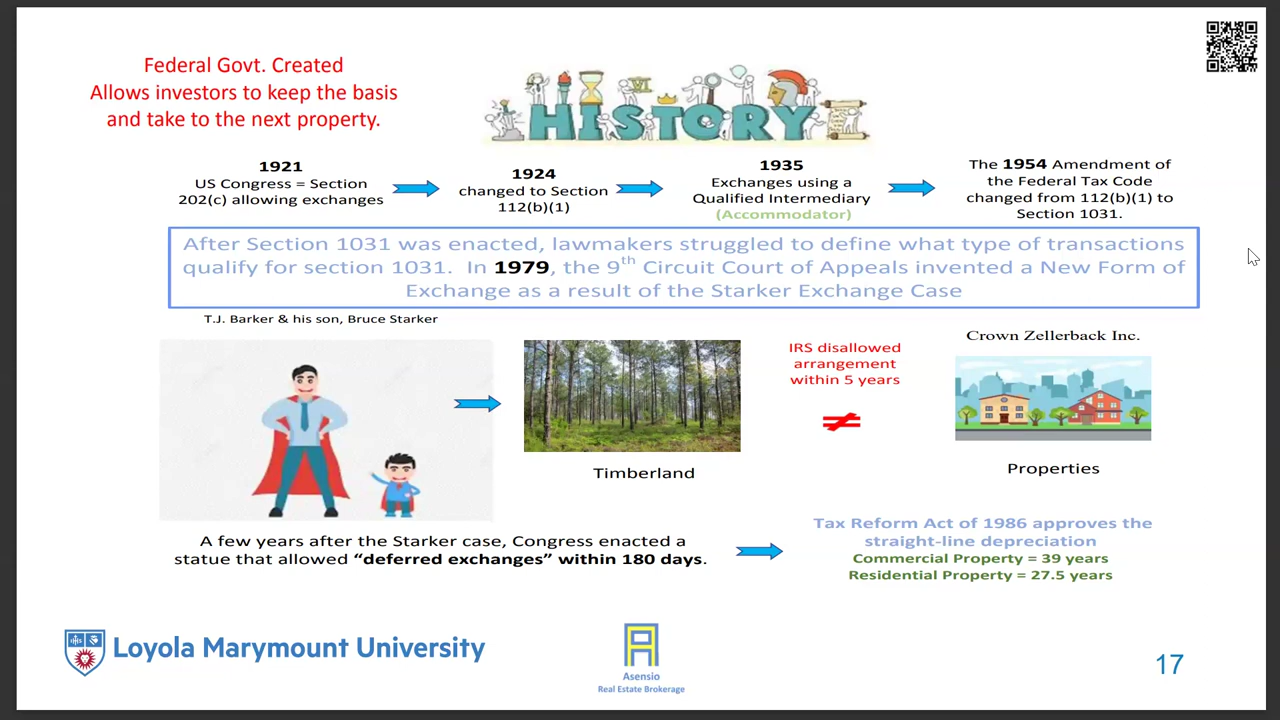 Federal Govt. Created
Allows investors to keep the basis
and take to the next property.
HISTORY
1921
US Congress = Section
202(c) allowing exchanges
1924
changed to Section
112(b)(1)
1935
Exchanges using a
Qualified Intermediary
(Accommodator)
The 1954 Amendment of
the Federal Tax Code
changed from 112(b)(1) to
Section 1031.
After Section 1031 was enacted, lawmakers struggled to define what type of transactions
qualify for section 1031. In 1979, the 9th Circuit Court of Appeals invented a New Form of
Exchange as a result of the Starker Exchange Case
T.J. Barker & his son, Bruce Starker
Timberland
IRS disallowed
arrangement
within 5 years
≠
Crown Zellerback Inc.
Properties
A few years after the Starker case, Congress enacted a
statue that allowed “deferred exchanges” within 180 days.
Tax Reform Act of 1986 approves the
straight-line depreciation
Commercial Property = 39 years
Residential Property = 27.5 years
Loyola Marymount University
Asensio
Real Estate Brokerage
17